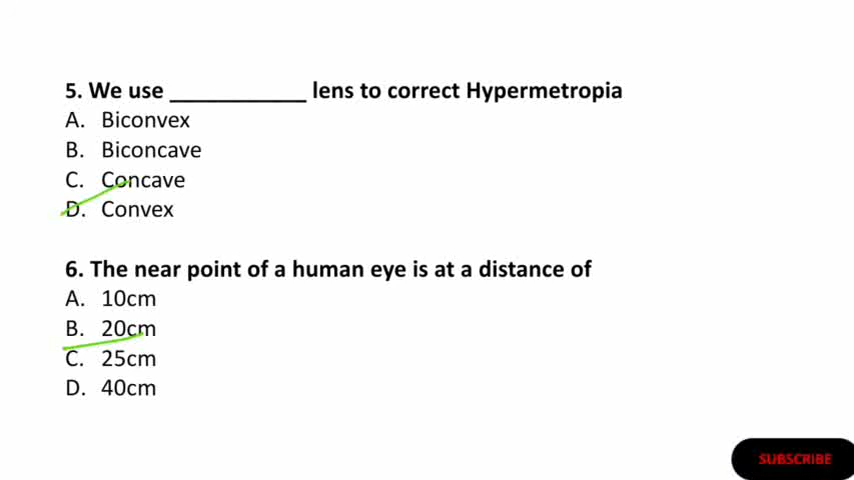 5. We use ____________ lens to correct Hypermetropia
A. Biconvex
B. Biconcave
C. Concave
D. Convex
6. The near point of a human eye is at a distance of
A. 10cm
B. 20cm
C. 25cm
D. 40cm
SUBSCRIBE